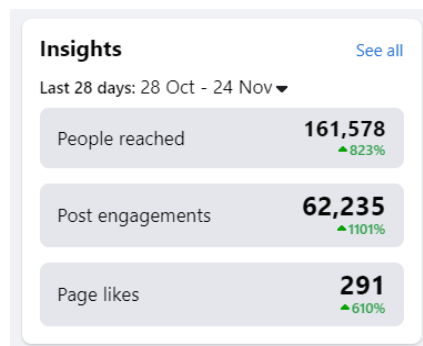 Insights
See all
Last 28 days: 28 Oct - 24 Nov
People reached
161,578
823%
Post engagements
62,235
1101%
Page likes
291
610%